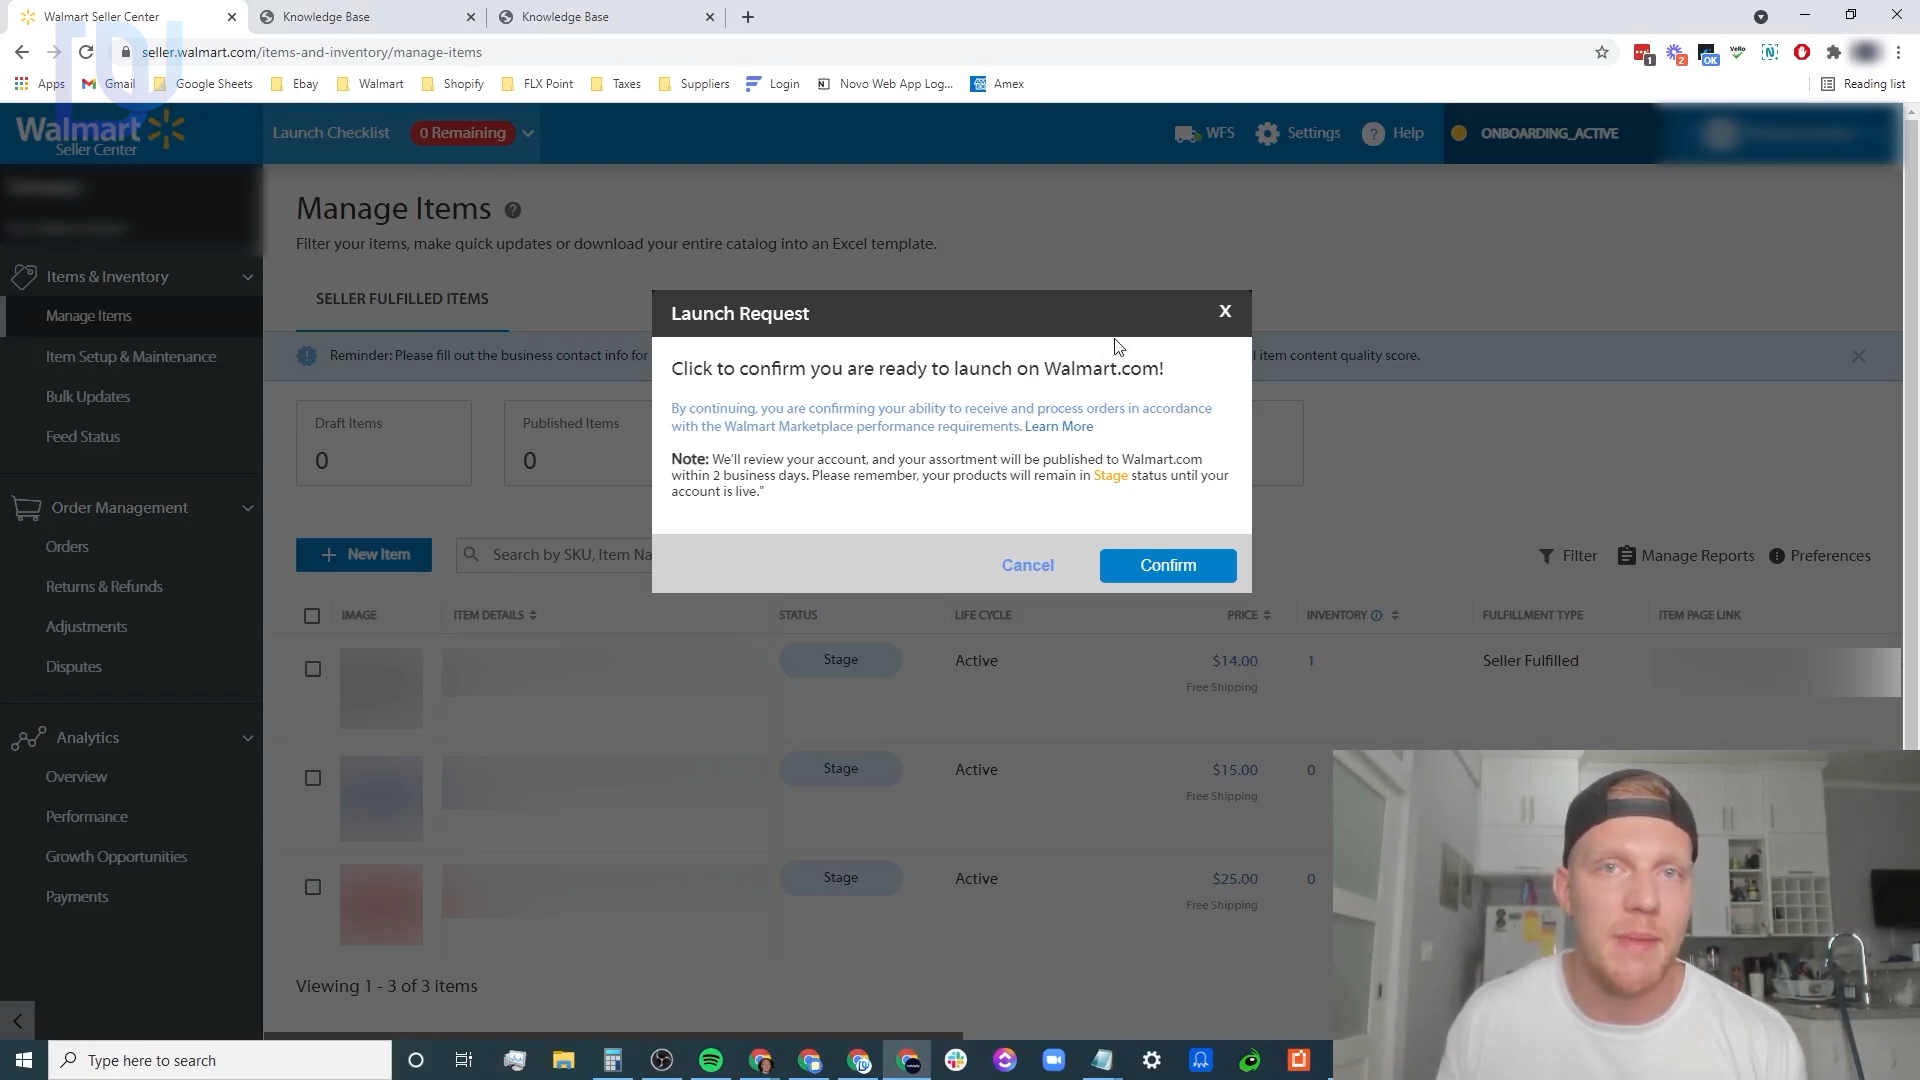 Walmart Seller Center
Knowledge Base
Knowledge Base
seller.walmart.com/items-and-inventory/manage-items
1
2
OK
VeRo
Apps
Gmail
Google Sheets
Ebay
Walmart
Shopify
FLX Point
Taxes
Suppliers
Login
Novo Web App Log...
Amex
Reading list
Walmart
Seller Center
Launch Checklist
0 Remaining
WFS
Settings
Help
ONBOARDING_ACTIVE
Items & Inventory
Manage Items
Item Setup & Maintenance
Bulk Updates
Feed Status
Order Management
Orders
Returns & Refunds
Adjustments
Disputes
Analytics
Overview
Performance
Growth Opportunities
Payments
Manage Items
Filter your items, make quick updates or download your entire catalog into an Excel template.
SELLER FULFILLED ITEMS
Reminder: Please fill out the business contact info for
l item content quality score.
Draft Items
0
Published Items
0
Launch Request
X
Click to confirm you are ready to launch on Walmart.com!
By continuing, you are confirming your ability to receive and process orders in accordance
with the Walmart Marketplace performance requirements. Learn More
Note: We'll review your account, and your assortment will be published to Walmart.com
within 2 business days. Please remember, your products will remain in Stage status until your
account is live."
Cancel
Confirm
+ New Item
Search by SKU, Item Na
Filter
Manage Reports
Preferences
IMAGE
ITEM DETAILS
STATUS
LIFE CYCLE
PRICE
INVENTORY
FULFILLMENT TYPE
ITEM PAGE LINK
Stage
Active
$14.00
1
Seller Fulfilled
Free Shipping
Stage
Active
$15.00
0
Free Shipping
Stage
Active
$25.00
0
Free Shipping
Viewing 1 - 3 of 3 items
Type here to search